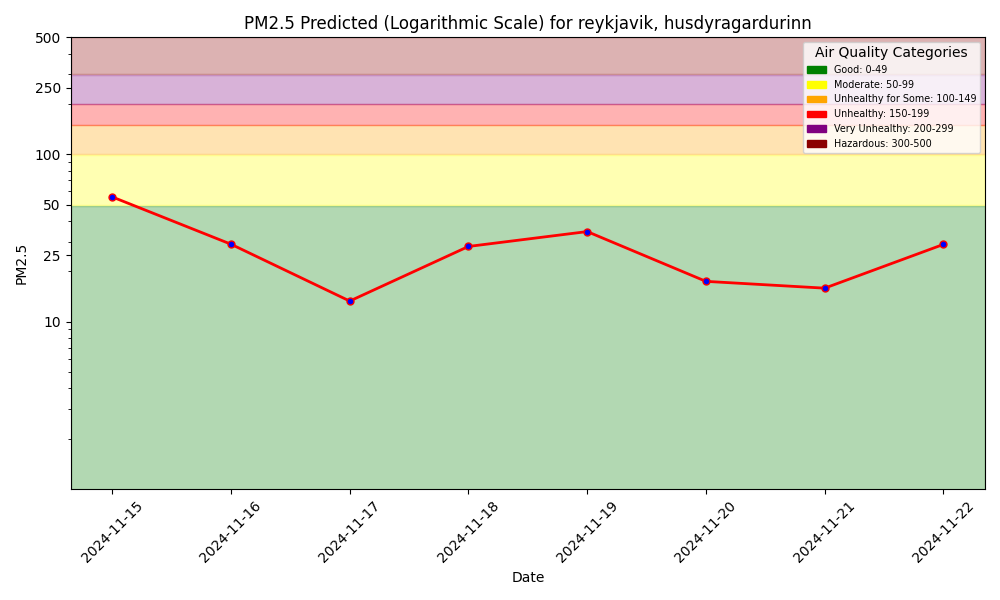 PM2.5 Predicted (Logarithmic Scale) for reykjavik, husdyragardurinn
Air Quality Categories
Good: 0-49
Moderate: 50-99
Unhealthy for Some: 100-149
Unhealthy: 150-199
Very Unhealthy: 200-299
Hazardous: 300-500
PM2.5
500
250
100
50
25
10
2024-11-15
2024-11-16
2024-11-17
2024-11-18
2024-11-19
2024-11-20
2024-11-21
2024-11-22
Date